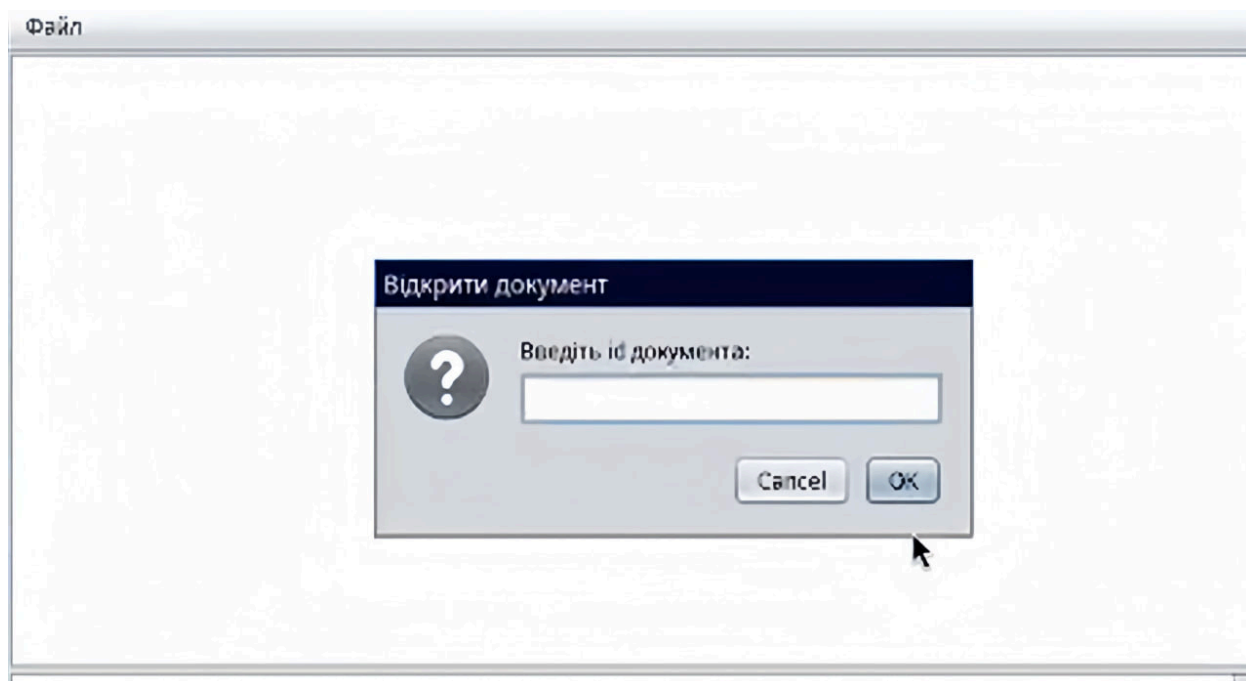 Файл
Відкрити документ
Введіть id документа:
Cancel OK